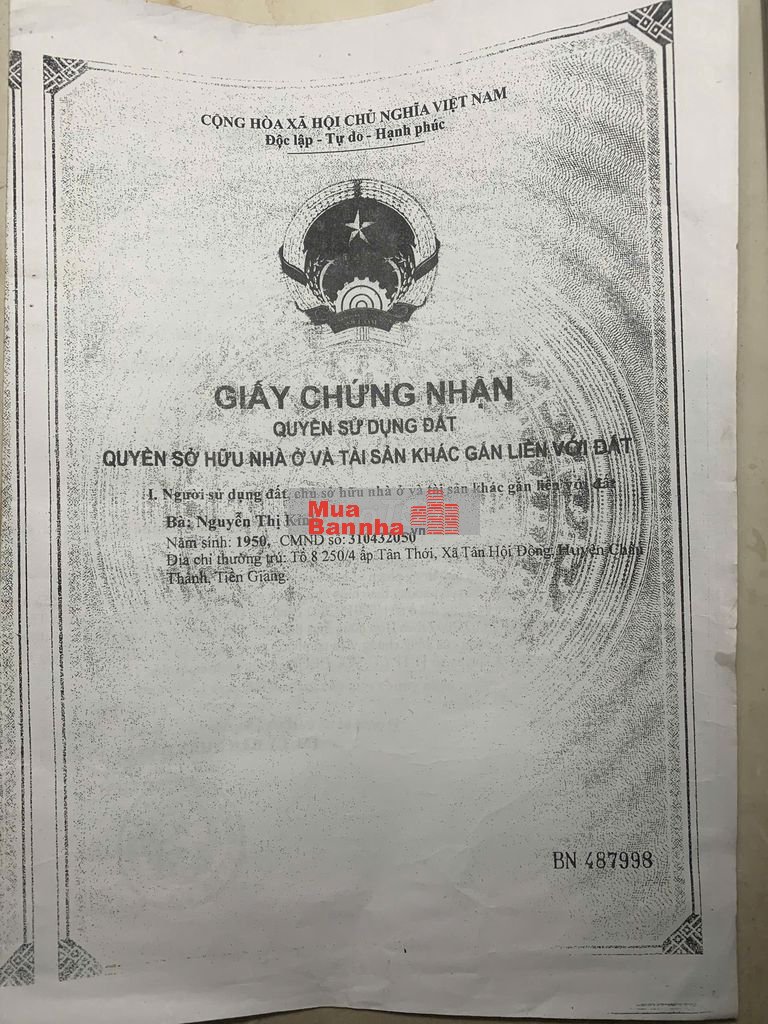 CỘNG HÒA XÃ HỘI CHỦ NGHĨA VIỆT NAM
Độc lập - Tự do - Hạnh phúc
GIẤY CHỨNG NHẬN
QUYỀN SỬ DỤNG ĐẤT
QUYỀN SỞ HỮU NHÀ Ở VÀ TÀI SẢN KHÁC GẮN LIỀN VỚI ĐẤT
I. Người sử dụng đất, chủ sở hữu nhà ở và tài sản khác gắn liền với đất
Bà: Nguyễn Thị
Mua
Bannha.vn
Năm sinh: 1950, CMND số: 310432050
Địa chỉ thường trú: Tổ 8 250/4 ấp Tân Thới, Xã Tân Hội Đông, Huyện Châu
Thành, Tiền Giang.
BN 487998